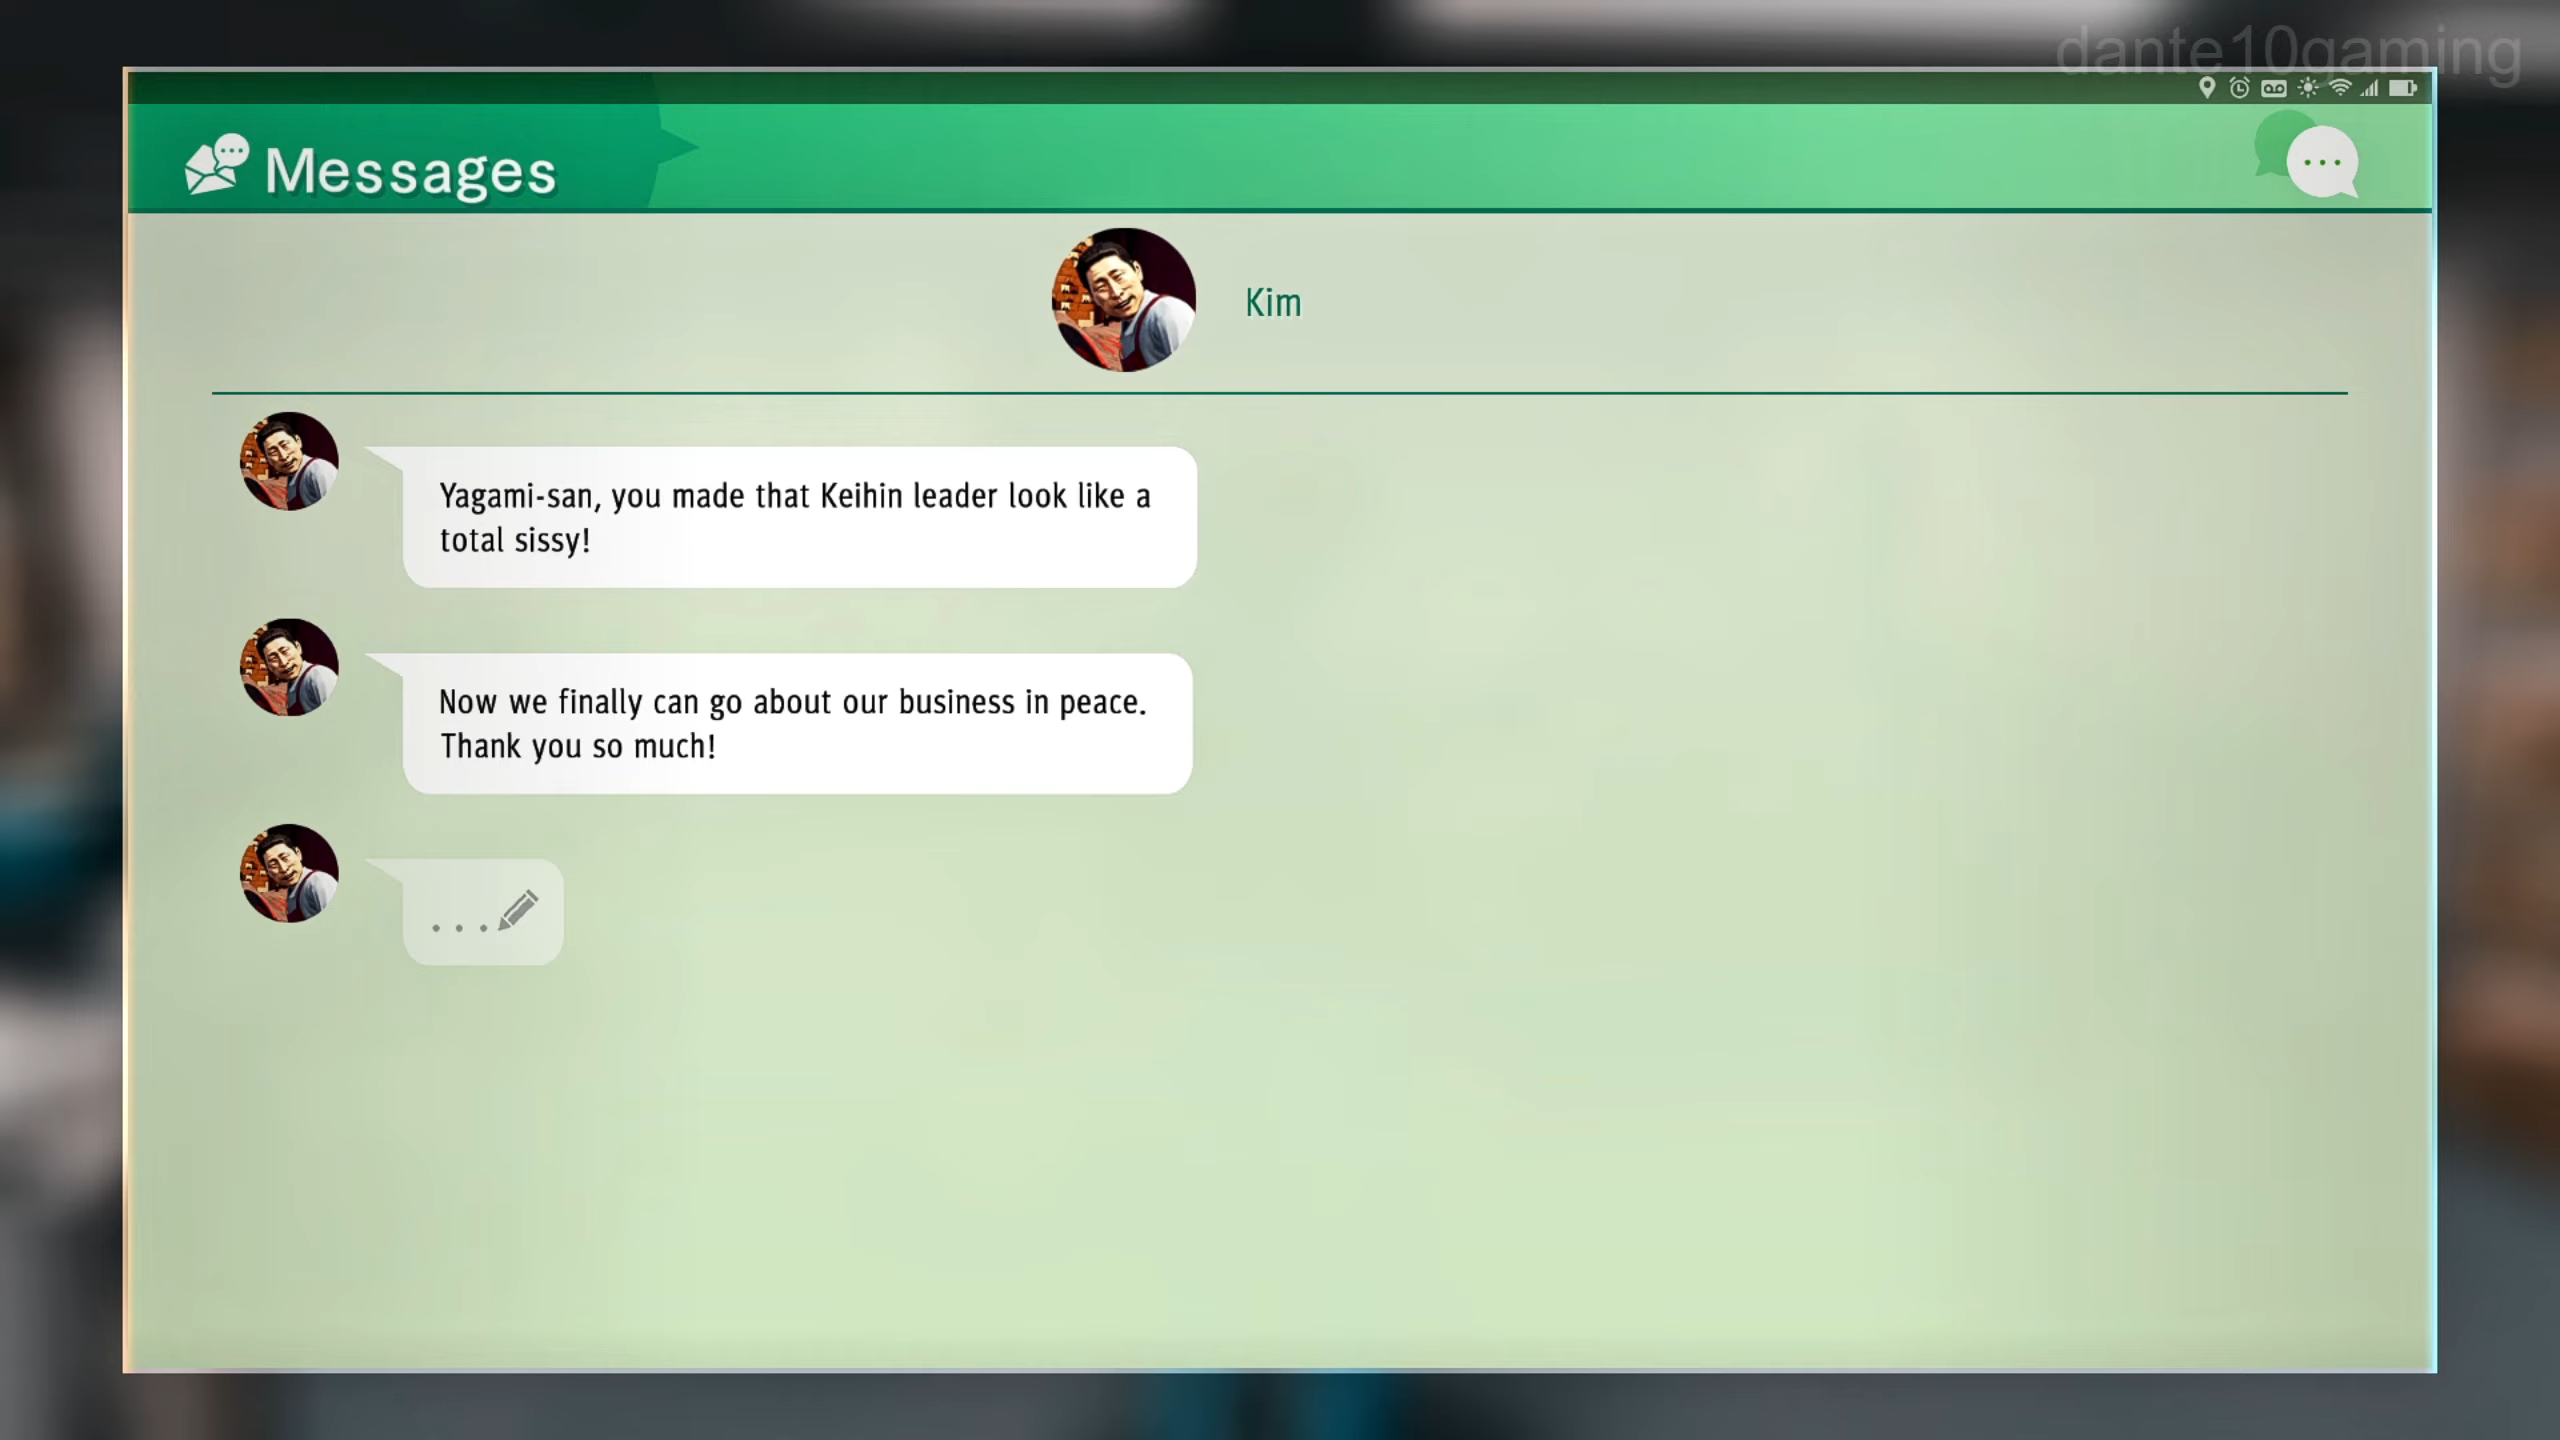 dante10gaming
Messages
Kim
Yagami-san, you made that Keihin leader look like a
total sissy!
Now we finally can go about our business in peace.
Thank you so much!
...